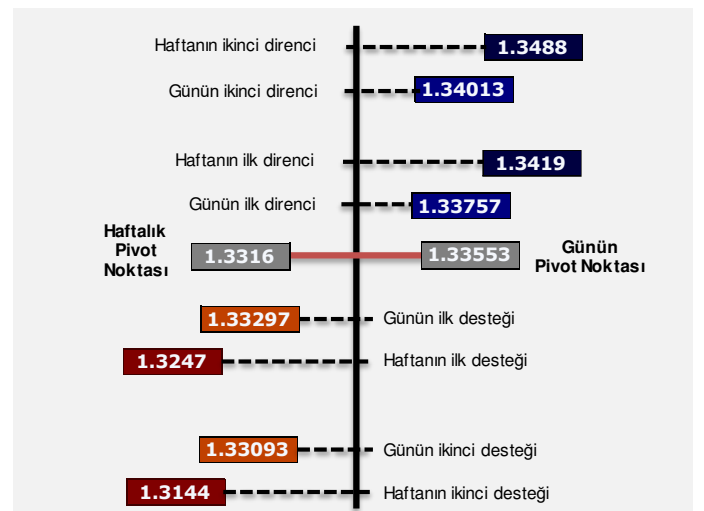 Haftanın ikinci direnci 1.3488
Günün ikinci direnci 1.34013
Haftanın ilk direnci 1.3419
Günün ilk direnci 1.33757
Haftalık
Pivot
Noktası
1.3316
1.33553
Günün
Pivot Noktası
1.33297 Günün ilk desteği
1.3247 Haftanın ilk desteği
1.33093 Günün ikinci desteği
1.3144 Haftanın ikinci desteği